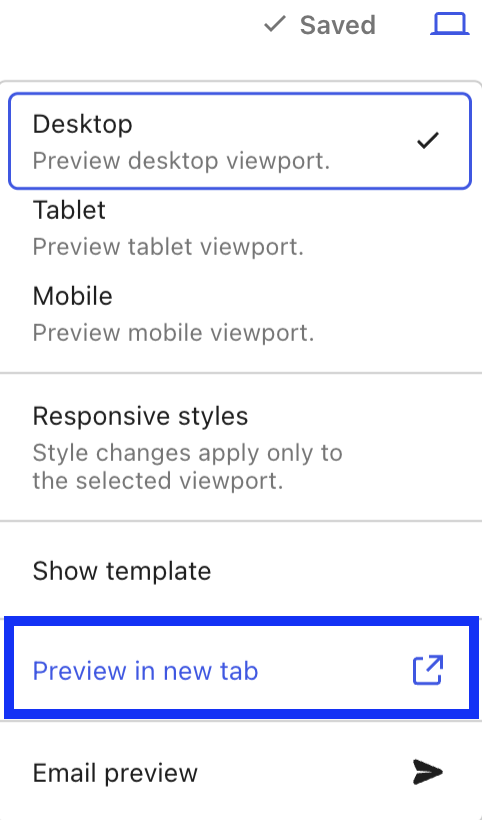 Saved
Desktop
Preview desktop viewport.
Tablet
Preview tablet viewport.
Mobile
Preview mobile viewport.
Responsive styles
Style changes apply only to
the selected viewport.
Show template
Preview in new tab
Email preview